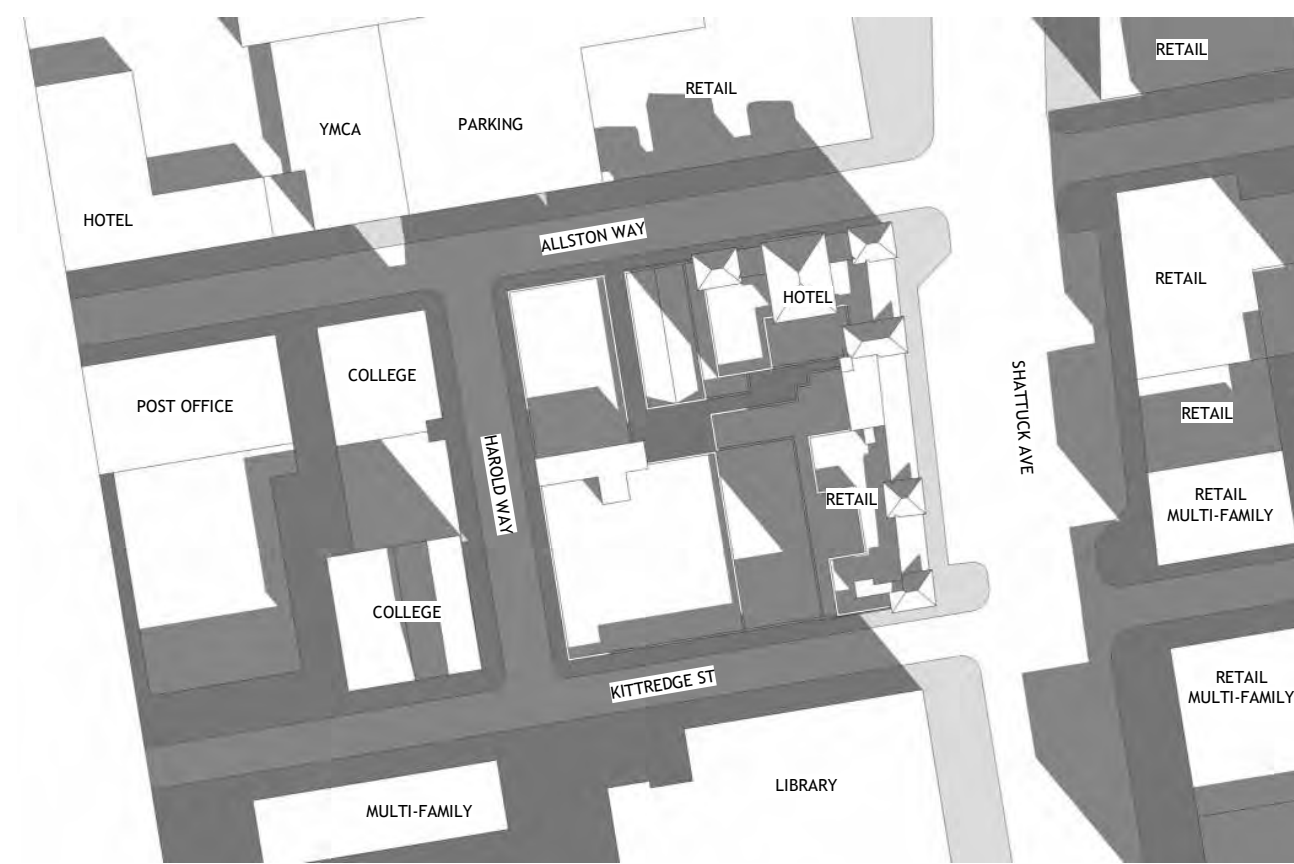 RETAIL
RETAIL
YMCA
PARKING
HOTEL
ALLSTON WAY
HOTEL
RETAIL
COLLEGE
POST OFFICE
SHATTUCK AVE
RETAIL
HAROLD WAY
RETAIL
RETAIL
MULTI-FAMILY
COLLEGE
KITTREDGE ST
RETAIL
MULTI-FAMILY
LIBRARY
MULTI-FAMILY